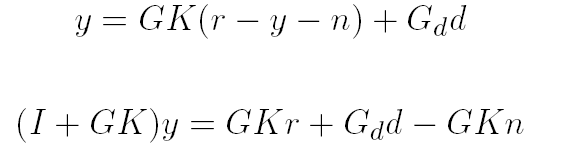 y = GK(r − y − n) + G_d d
(I + GK)y = GKr + G_d d − GKn